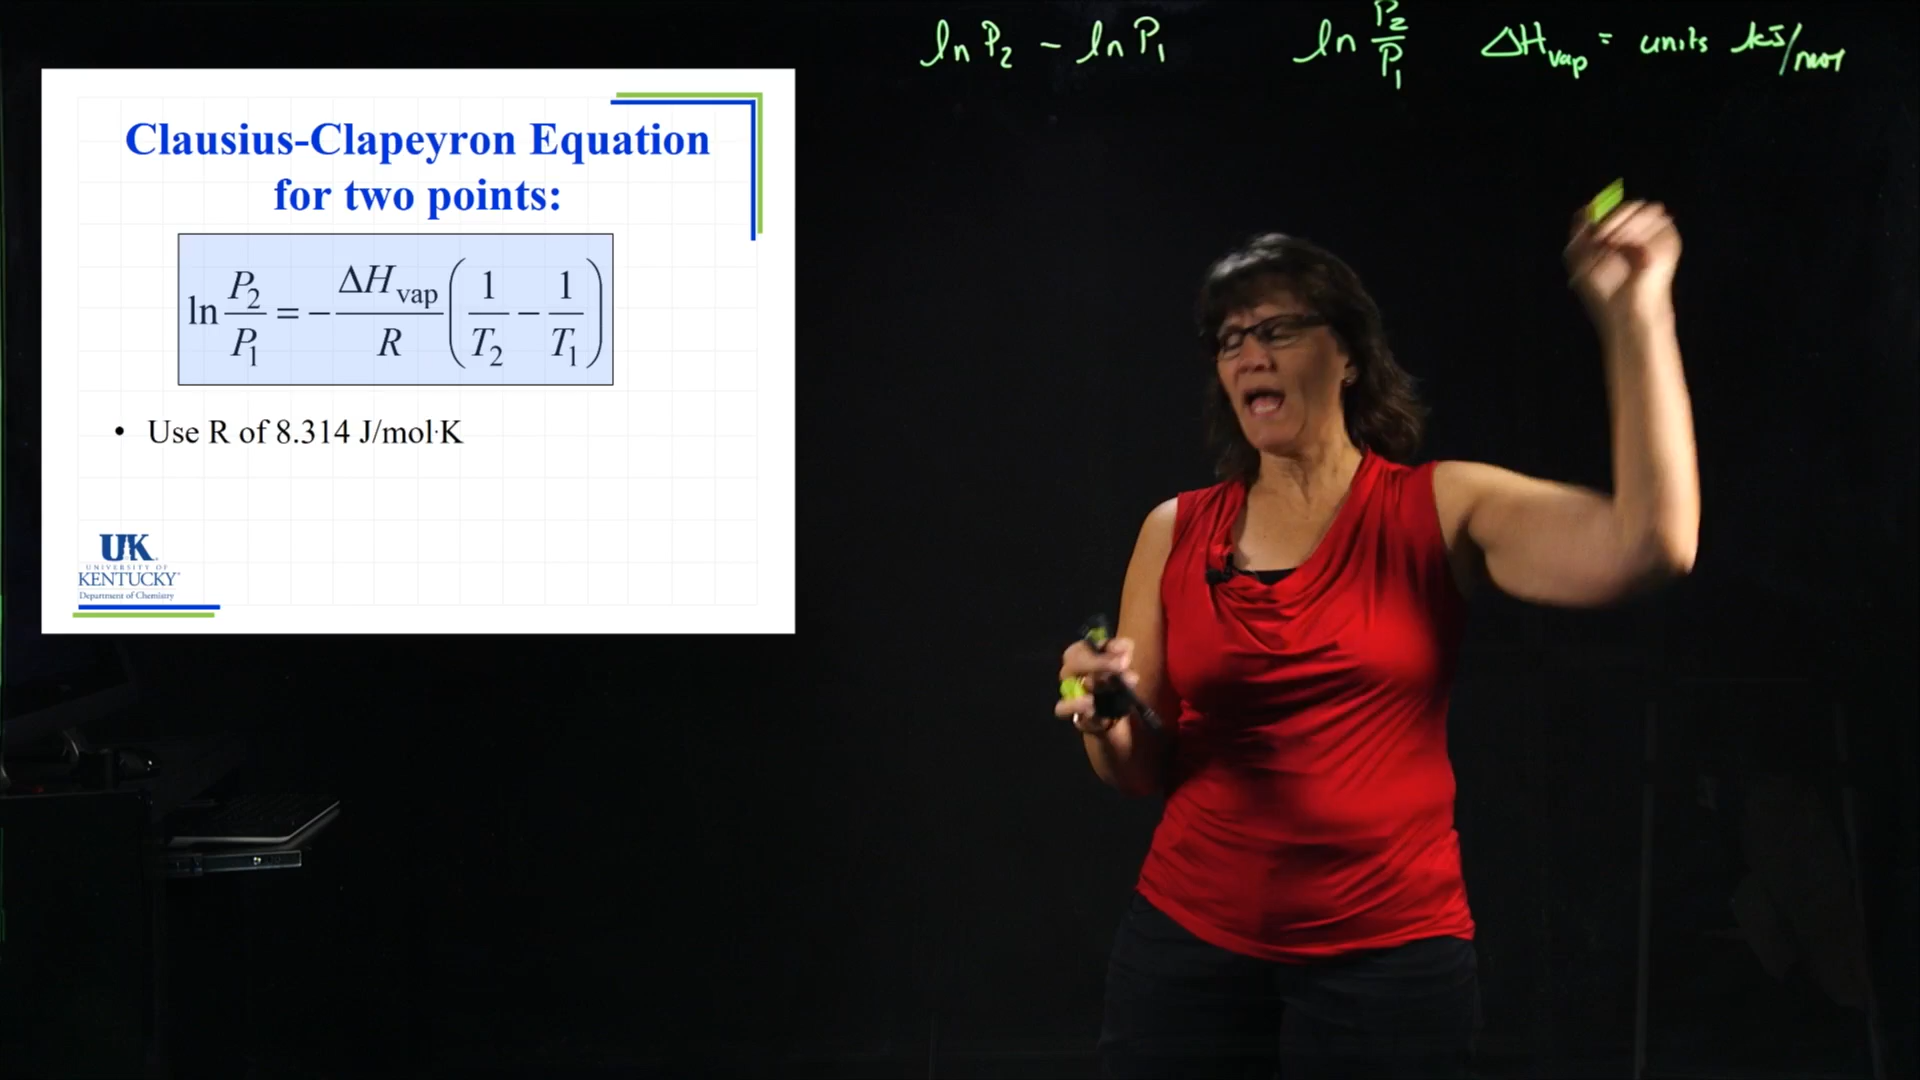 ln P₂ - ln P₁ ln P₂/P₁ ΔHvap = units kJ/mol
Clausius-Clapeyron Equation
for two points:
ln P₂/P₁ = - ΔHvap/R (1/T₂ - 1/T₁)
• Use R of 8.314 J/mol·K
UK
UNIVERSITY OF
KENTUCKY
Department of Chemistry